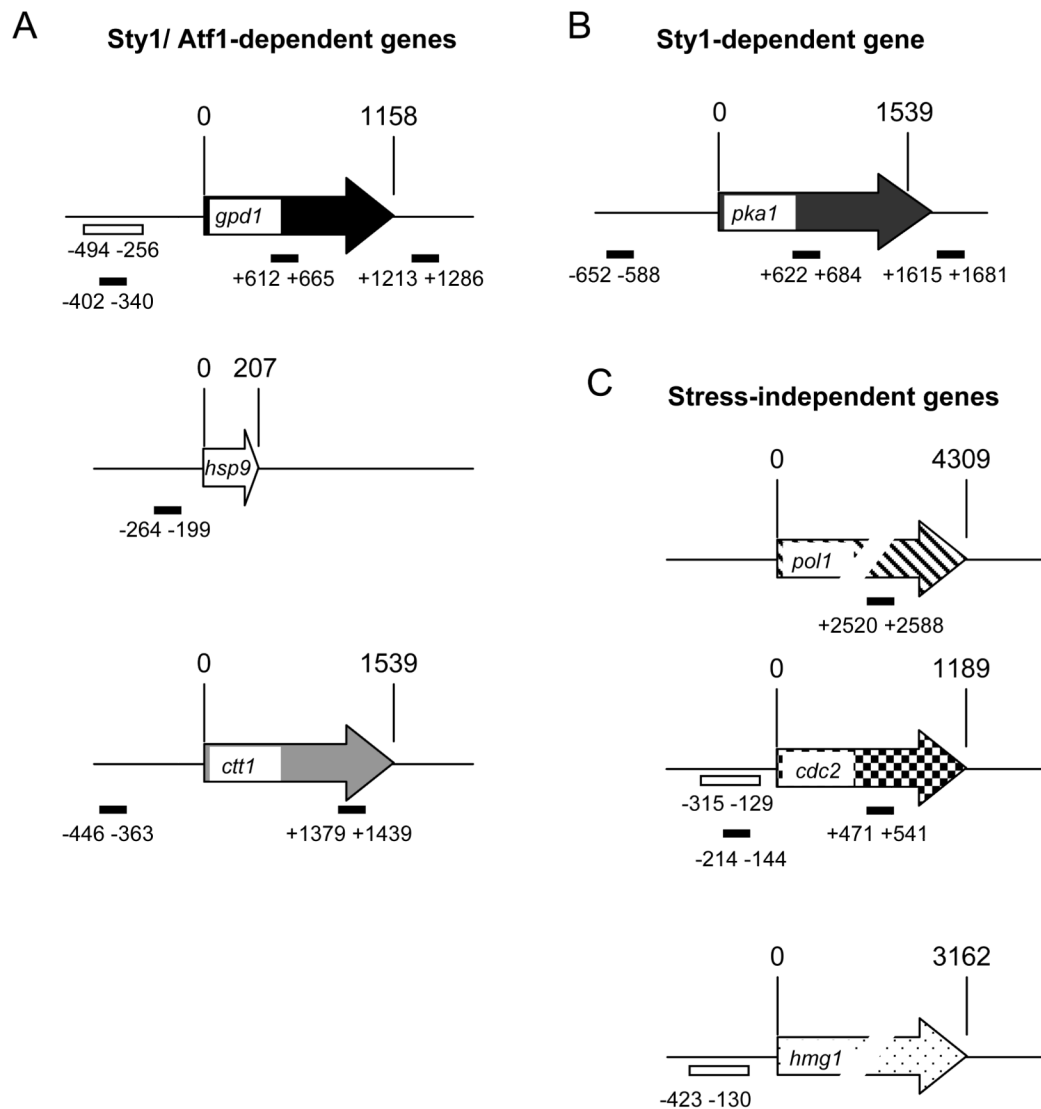 A
Sty1/ Atf1-dependent genes
0 1158
gpd1
-494 -256
+612 +665 +1213 +1286
-402 -340
0 207
hsp9
-264 -199
0 1539
ctt1
-446 -363 +1379 +1439
B
Sty1-dependent gene
0 1539
pka1
-652 -588 +622 +684 +1615 +1681
C
Stress-independent genes
0 4309
pol1
+2520 +2588
0 1189
cdc2
-315 -129
+471 +541
-214 -144
0 3162
hmg1
-423 -130